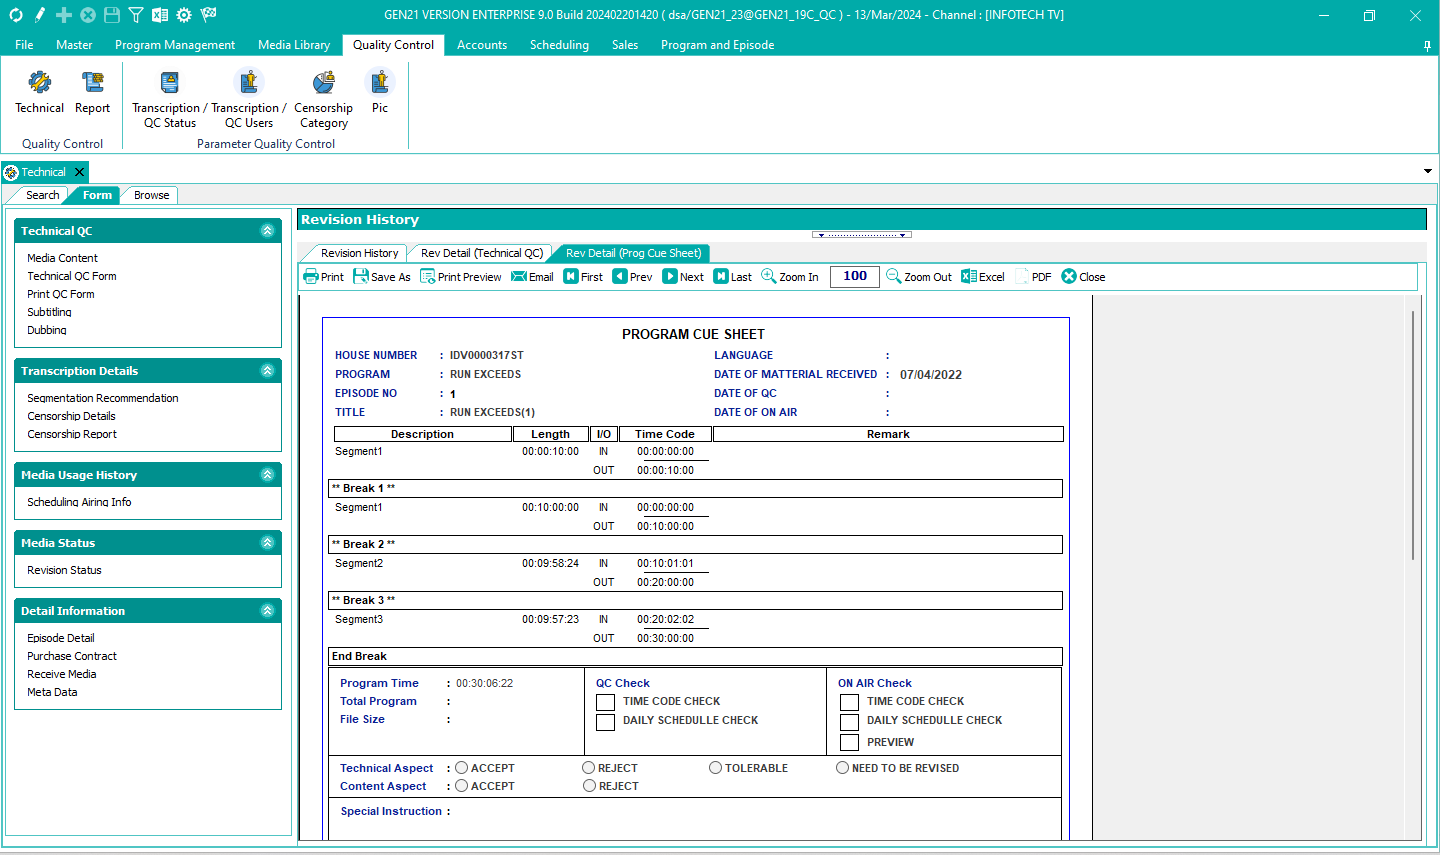 GEN21 VERSION ENTERPRISE 9.0 Build 202402201420 ( dsa/GEN21_23@GEN21_19C_QC ) - 13/Mar/2024 - Channel : [INFOTECH TV]
File Master Program Management Media Library Quality Control Accounts Scheduling Sales Program and Episode
Technical Report Transcription / QC Status Transcription / QC Users Censorship Category Pic
Quality Control Parameter Quality Control
Technical
Search Form Browse
Technical QC
Media Content
Technical QC Form
Print QC Form
Subtitling
Dubbing
Transcription Details
Segmentation Recommendation
Censorship Details
Censorship Report
Media Usage History
Scheduling Airing Info
Media Status
Revision Status
Detail Information
Episode Detail
Purchase Contract
Receive Media
Meta Data
Revision History
Revision History Rev Detail (Technical QC) Rev Detail (Prog Cue Sheet)
Print Save As Print Preview Email First Prev Next Last Zoom In 100 Zoom Out Excel PDF Close
PROGRAM CUE SHEET
HOUSE NUMBER : IDV0000317ST LANGUAGE :
PROGRAM : RUN EXCEEDS DATE OF MATTERIAL RECEIVED : 07/04/2022
EPISODE NO : 1 DATE OF QC :
TITLE : RUN EXCEEDS(1) DATE OF ON AIR :
Description Length I/O Time Code Remark
Segment1 00:00:10:00 IN 00:00:00:00
OUT 00:00:10:00
** Break 1 **
Segment1 00:10:00:00 IN 00:00:00:00
OUT 00:10:00:00
** Break 2 **
Segment2 00:09:58:24 IN 00:10:01:01
OUT 00:20:00:00
** Break 3 **
Segment3 00:09:57:23 IN 00:20:02:02
OUT 00:30:00:00
End Break
Program Time : 00:30:06:22 QC Check ON AIR Check
Total Program : TIME CODE CHECK TIME CODE CHECK
File Size : DAILY SCHEDULLE CHECK DAILY SCHEDULLE CHECK
PREVIEW
Technical Aspect : ACCEPT REJECT TOLERABLE NEED TO BE REVISED
Content Aspect : ACCEPT REJECT
Special Instruction :